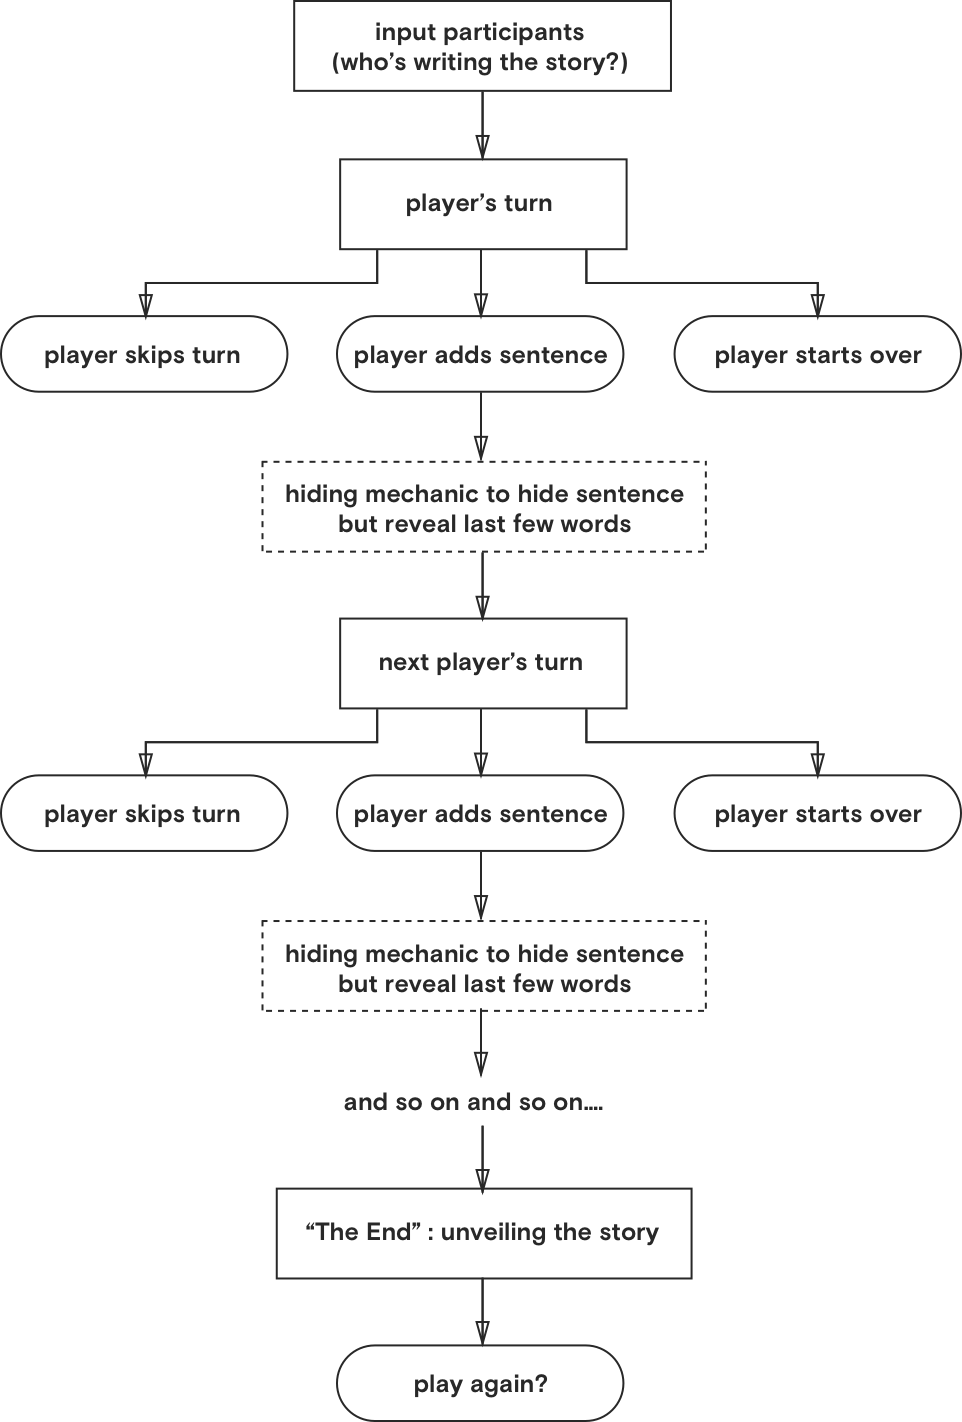 input participants
(who’s writing the story?)
player’s turn
player skips turn
player adds sentence
player starts over
hiding mechanic to hide sentence
but reveal last few words
next player’s turn
player skips turn
player adds sentence
player starts over
hiding mechanic to hide sentence
but reveal last few words
and so on and so on....
“The End” : unveiling the story
play again?